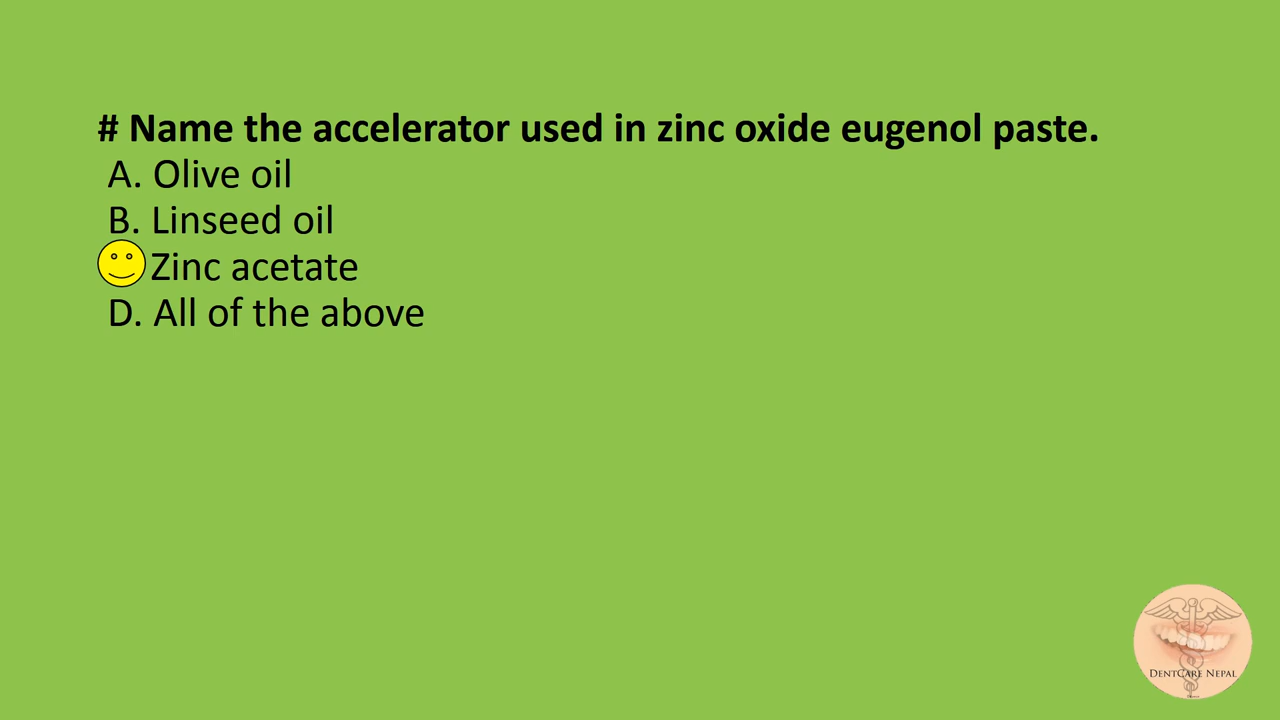 # Name the accelerator used in zinc oxide eugenol paste.
A. Olive oil
B. Linseed oil
Zinc acetate
D. All of the above
DentCare Nepal